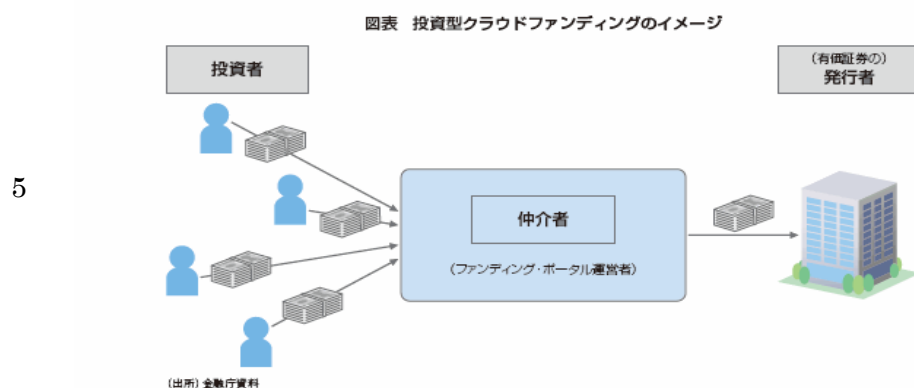 図表 投資型クラウドファンディングのイメージ
投資者
(有価証券の)
発行者
5
仲介者
(ファンディング・ポータル運営者)
(出所)金融庁資料